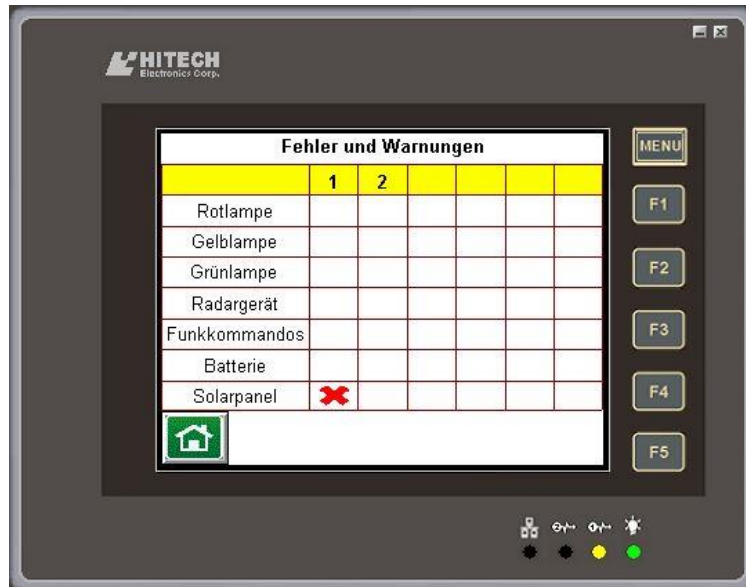 HITECH
Electronics Corp.
Fehler und Warnungen
1 2
Rotlampe
Gelblampe
Grünlampe
Radargerät
Funkkommandos
Batterie
Solarpanel
MENU
F1
F2
F3
F4
F5